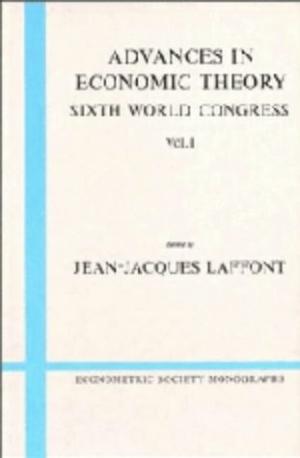 ADVANCES IN
ECONOMIC THEORY
SIXTH WORLD CONGRESS
Vol.I
Edited by
JEAN-JACQUES LAFFONT
ECONOMETRIC SOCIETY MONOGRAPHS